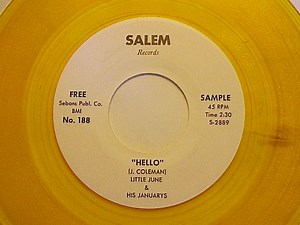 SALEM
Records
FREE
Sebons Publ. Co.
BMI
No. 188
SAMPLE
45 RPM
Time 2:30
S-2889
"HELLO"
(J. COLEMAN)
LITTLE JUNE
&
HIS JANUARYS